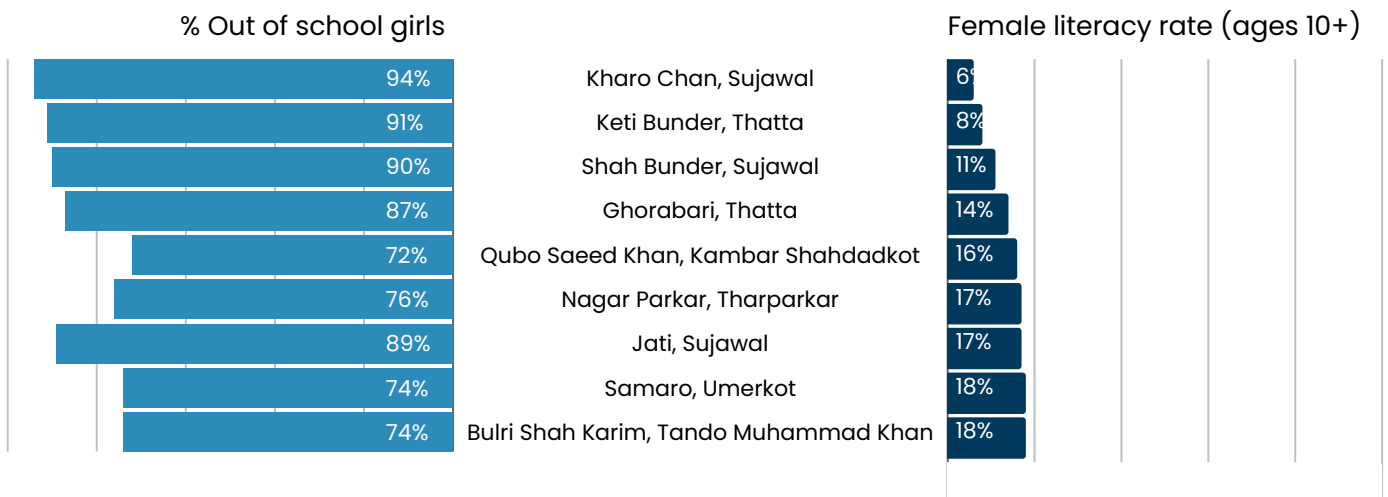 % Out of school girls Female literacy rate (ages 10+)
94% Kharo Chan, Sujawal 6%
91% Keti Bunder, Thatta 8%
90% Shah Bunder, Sujawal 11%
87% Ghorabari, Thatta 14%
72% Qubo Saeed Khan, Kambar Shahdadkot 16%
76% Nagar Parkar, Tharparkar 17%
89% Jati, Sujawal 17%
74% Samaro, Umerkot 18%
74% Bulri Shah Karim, Tando Muhammad Khan 18%